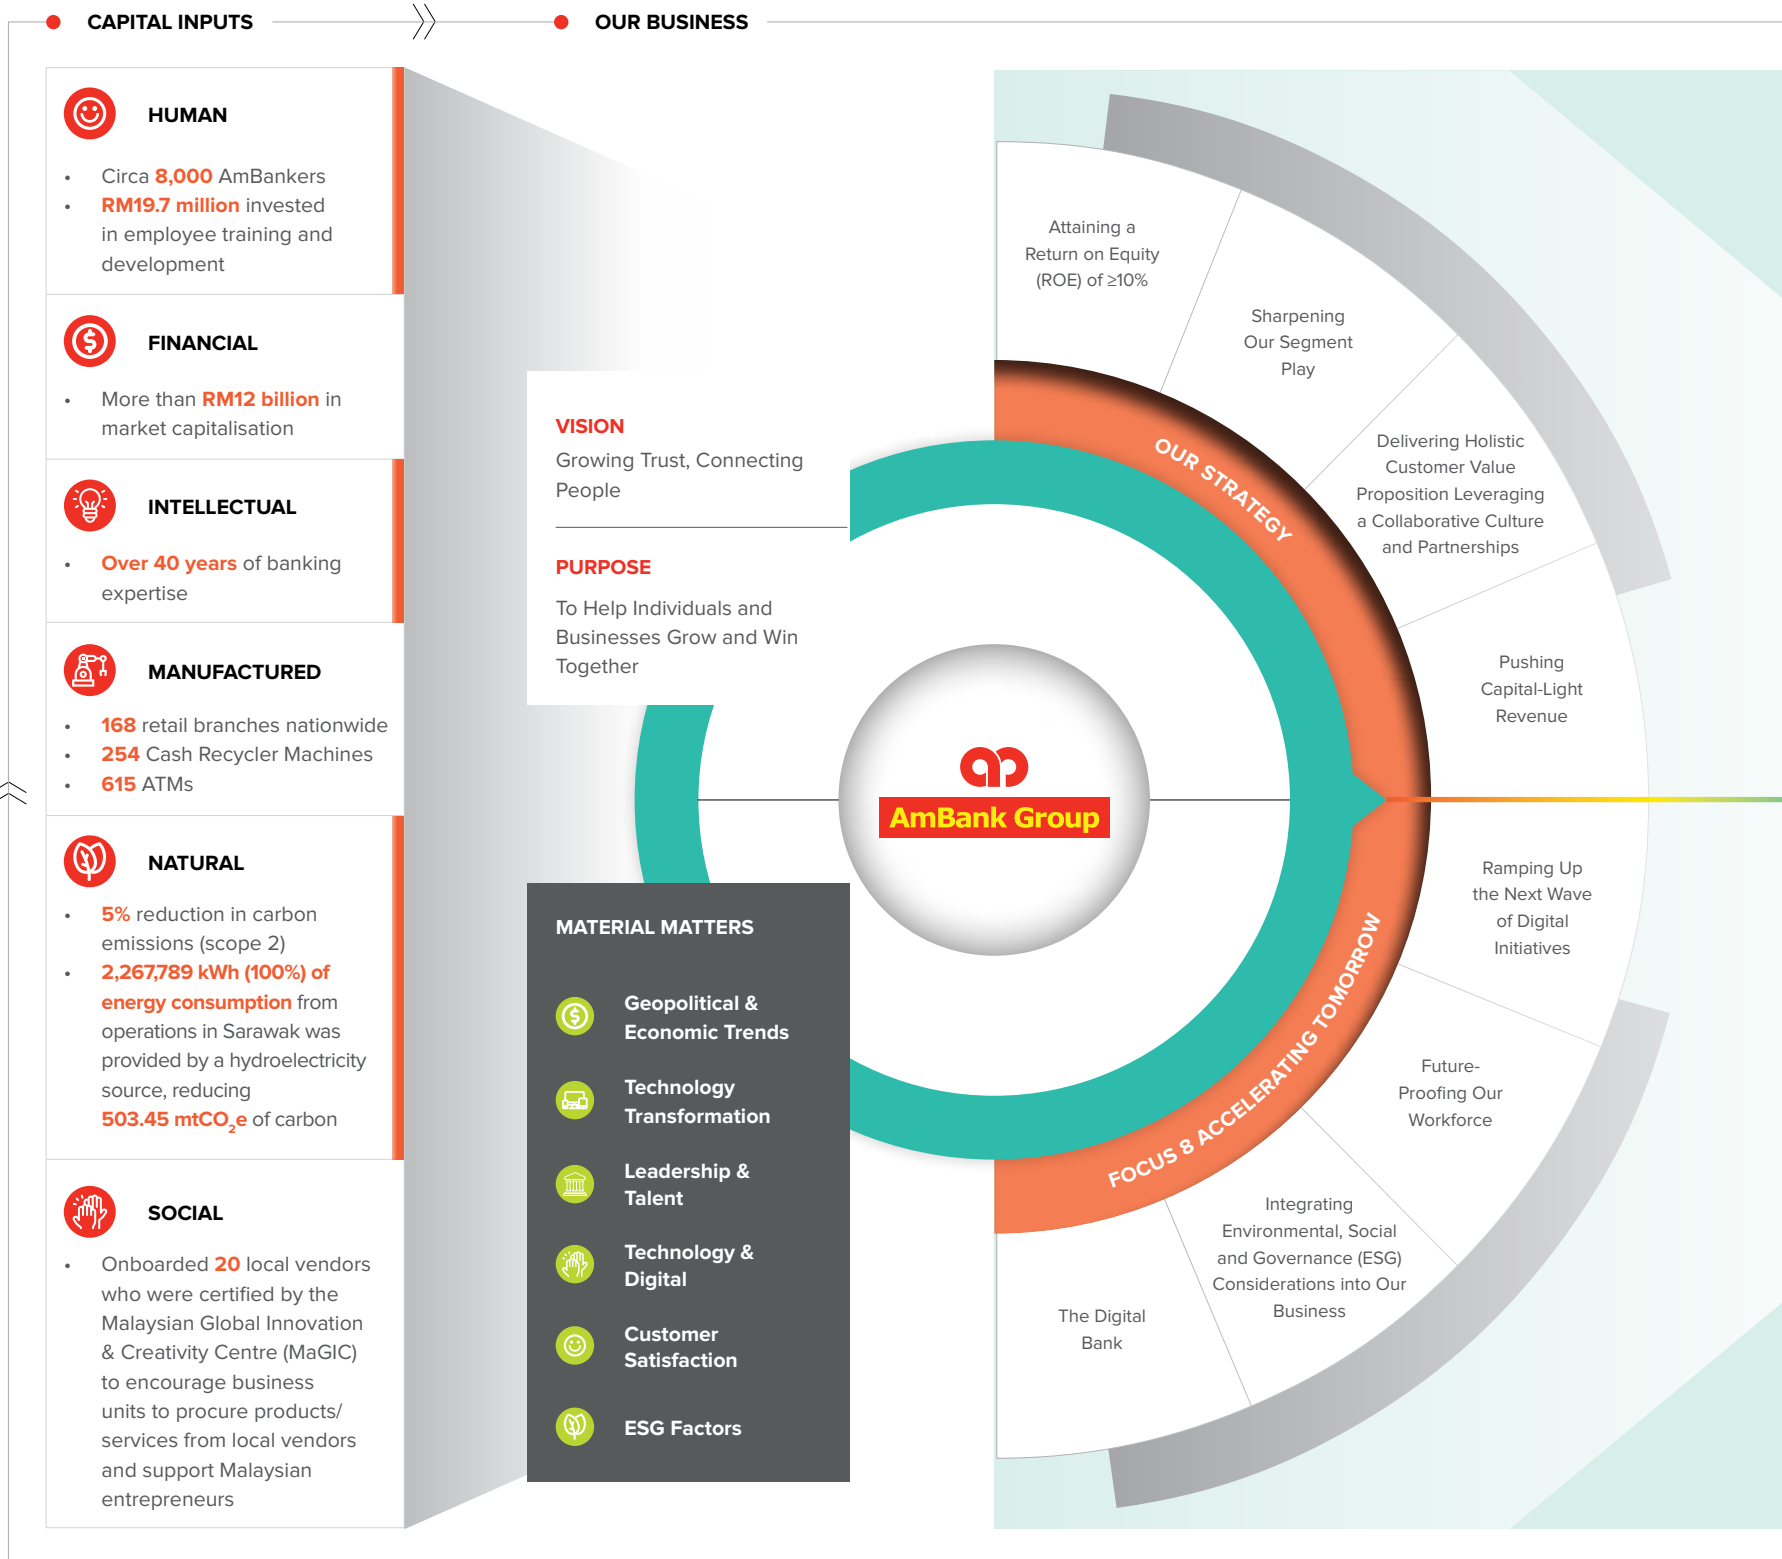 CAPITAL INPUTS
OUR BUSINESS
HUMAN
• Circa 8,000 AmBankers
• RM19.7 million invested
in employee training and
development
FINANCIAL
• More than RM12 billion in
market capitalisation
INTELLECTUAL
• Over 40 years of banking
expertise
MANUFACTURED
• 168 retail branches nationwide
• 254 Cash Recycler Machines
• 615 ATMs
NATURAL
• 5% reduction in carbon
emissions (scope 2)
• 2,267,789 kWh (100%) of
energy consumption from
operations in Sarawak was
provided by a hydroelectricity
source, reducing
503.45 mtCO₂e of carbon
SOCIAL
• Onboarded 20 local vendors
who were certified by the
Malaysian Global Innovation
& Creativity Centre (MaGIC)
to encourage business
units to procure products/
services from local vendors
and support Malaysian
entrepreneurs
VISION
Growing Trust, Connecting
People
PURPOSE
To Help Individuals and
Businesses Grow and Win
Together
MATERIAL MATTERS
Geopolitical &
Economic Trends
Technology
Transformation
Leadership &
Talent
Technology &
Digital
Customer
Satisfaction
ESG Factors
AmBank Group
OUR STRATEGY
FOCUS 8 ACCELERATING TOMORROW
Attaining a
Return on Equity
(ROE) of ≥10%
Sharpening
Our Segment
Play
Delivering Holistic
Customer Value
Proposition Leveraging
a Collaborative Culture
and Partnerships
Pushing
Capital-Light
Revenue
Ramping Up
the Next Wave
of Digital
Initiatives
Future-
Proofing Our
Workforce
Integrating
Environmental, Social
and Governance (ESG)
Considerations into Our
Business
The Digital
Bank